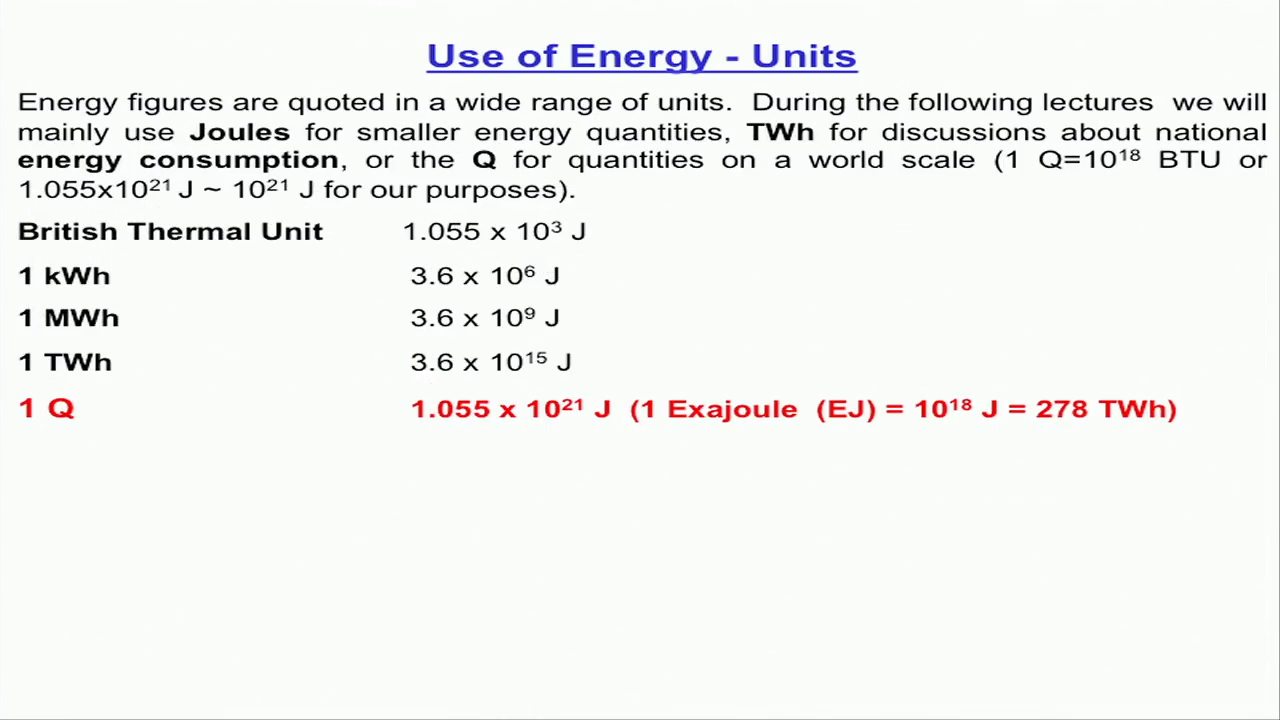 Use of Energy - Units
Energy figures are quoted in a wide range of units. During the following lectures we will
mainly use Joules for smaller energy quantities, TWh for discussions about national
energy consumption, or the Q for quantities on a world scale (1 Q=10¹⁸ BTU or
1.055x10²¹ J ~ 10²¹ J for our purposes).
British Thermal Unit 1.055 x 10³ J
1 kWh 3.6 x 10⁶ J
1 MWh 3.6 x 10⁹ J
1 TWh 3.6 x 10¹⁵ J
1 Q 1.055 x 10²¹ J (1 Exajoule (EJ) = 10¹⁸ J = 278 TWh)